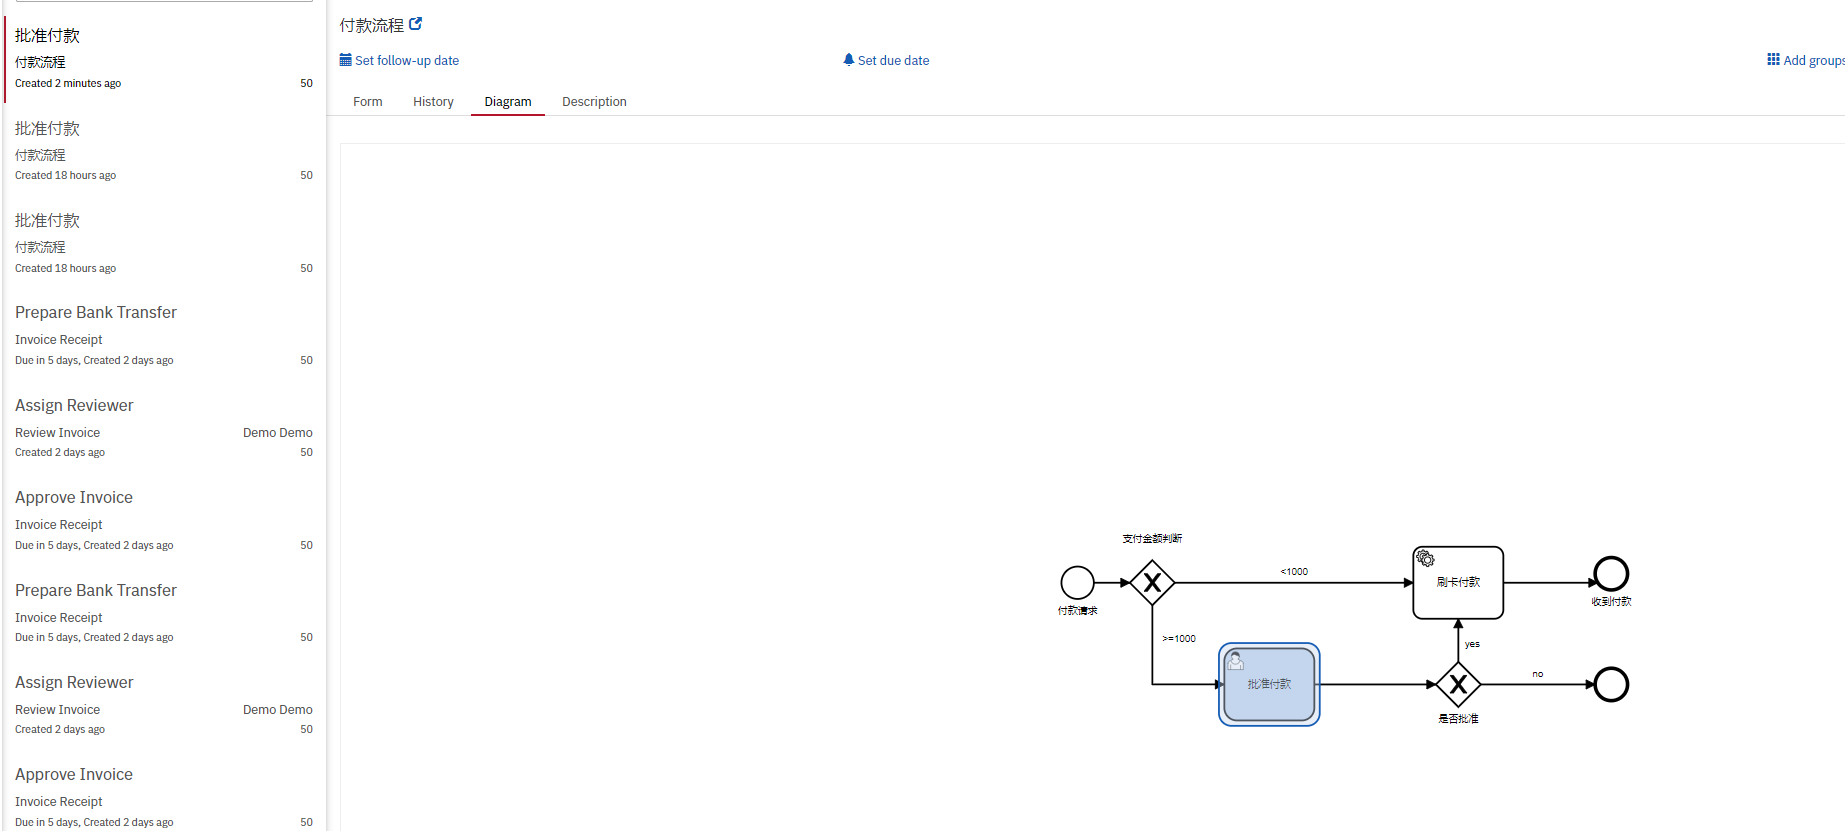 批准付款
付款流程
Created 2 minutes ago 50
批准付款
付款流程
Created 18 hours ago 50
批准付款
付款流程
Created 18 hours ago 50
Prepare Bank Transfer
Invoice Receipt
Due in 5 days, Created 2 days ago 50
Assign Reviewer
Review Invoice Demo Demo
Created 2 days ago 50
Approve Invoice
Invoice Receipt
Due in 5 days, Created 2 days ago 50
Prepare Bank Transfer
Invoice Receipt
Due in 5 days, Created 2 days ago 50
Assign Reviewer
Review Invoice Demo Demo
Created 2 days ago 50
Approve Invoice
Invoice Receipt
Due in 5 days, Created 2 days ago 50
付款流程
Set follow-up date Set due date Add groups
Form History Diagram Description
支付金额判断
<1000
刷卡付款
付款请求
收到付款
>=1000
yes
批准付款
no
是否批准